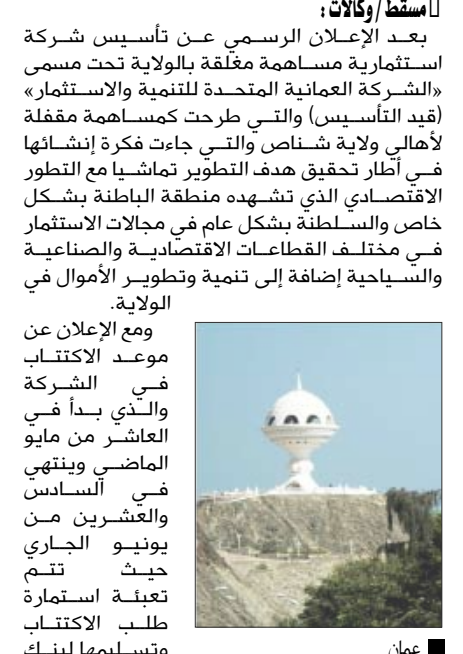 مسقط / وكالات :
بعد الإعلان الرسمي عن تأسيس شركة
استثمارية مساهمة مغلقة بالولاية تحت مسمى
«الشركة العمانية المتحدة للتنمية والاستثمار»
(قيد التأسيس) والتي طرحت كمساهمة مقفلة
لأهالي ولاية شناص والتي جاءت فكرة إنشائها
في أطار تحقيق هدف التطوير تماشيا مع التطور
الاقتصادي الذي تشهده منطقة الباطنة بشكل
خاص والسلطنة بشكل عام في مجالات الاستثمار
في مختلف القطاعات الاقتصادية والصناعية
والسياحية إضافة إلى تنمية وتطوير الأموال في
الولاية.
ومع الإعلان عن
موعد الاكتتاب
في الشركة
والذي بدأ في
العاشر من مايو
الماضي وينتهي
في السادس
والعشرين من
يونيو الجاري
حيث تتم
تعبئة استمارة
طلب الاكتتاب
وتسليمها لبنك
عمان